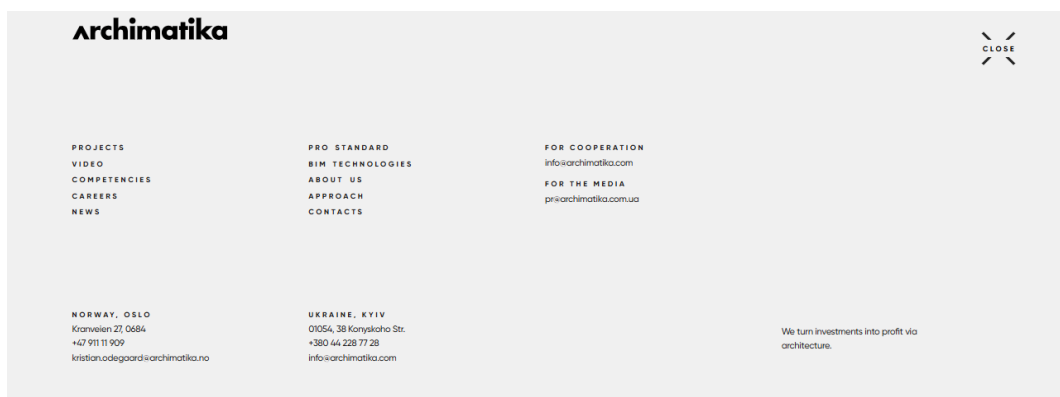 Archimatika
CLOSE
PROJECTS
VIDEO
COMPETENCIES
CAREERS
NEWS
PRO STANDARD
BIM TECHNOLOGIES
ABOUT US
APPROACH
CONTACTS
FOR COOPERATION
info@archimatika.com
FOR THE MEDIA
pr@archimatika.com.ua
NORWAY, OSLO
Kranveien 27, 0684
+47 911 11 909
kristian.odegaard@archimatika.no
UKRAINE, KYIV
01054, 38 Konyskoho Str.
+380 44 228 77 28
info@archimatika.com
We turn investments into profit via
architecture.